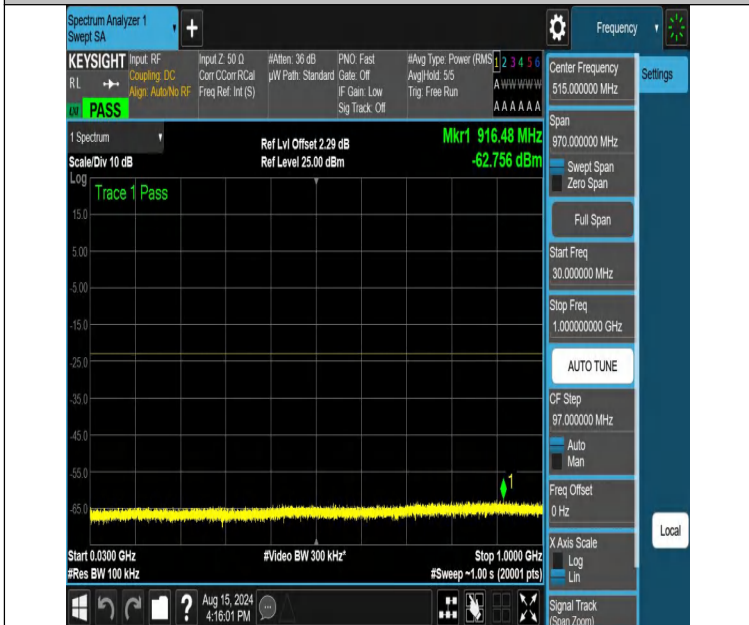 Spectrum Analyzer 1
Swept SA
+
Frequency
KEYSIGHT
RL
PASS
Input: RF
Coupling: DC
Align: Auto/No RF
Input Z: 50 Ω
Corr CCorr RCal
Freq Ref: Int (S)
#Atten: 36 dB
µW Path: Standard
PNO: Fast
Gate: Off
IF Gain: Low
Sig Track: Off
#Avg Type: Power (RMS
Avg|Hold: 5/5
Trig: Free Run
1 2 3 4 5 6
A W W W W W
A A A A A A
1 Spectrum
Scale/Div 10 dB
Ref Lvl Offset 2.29 dB
Ref Level 25.00 dBm
Mkr1 916.48 MHz
-62.756 dBm
Log
Trace 1 Pass
15.0
5.00
-5.00
-15.0
-25.0
-35.0
-45.0
-55.0
-65.0
1
Start 0.0300 GHz
#Res BW 100 kHz
#Video BW 300 kHz*
Stop 1.0000 GHz
#Sweep ~1.00 s (20001 pts)
?
Aug 15, 2024
4:16:01 PM
Center Frequency
515.000000 MHz
Settings
Span
970.000000 MHz
Swept Span
Zero Span
Full Span
Start Freq
30.000000 MHz
Stop Freq
1.000000000 GHz
AUTO TUNE
CF Step
97.000000 MHz
Auto
Man
Freq Offset
0 Hz
X Axis Scale
Log
Lin
Local
Signal Track
(Span Zoom)